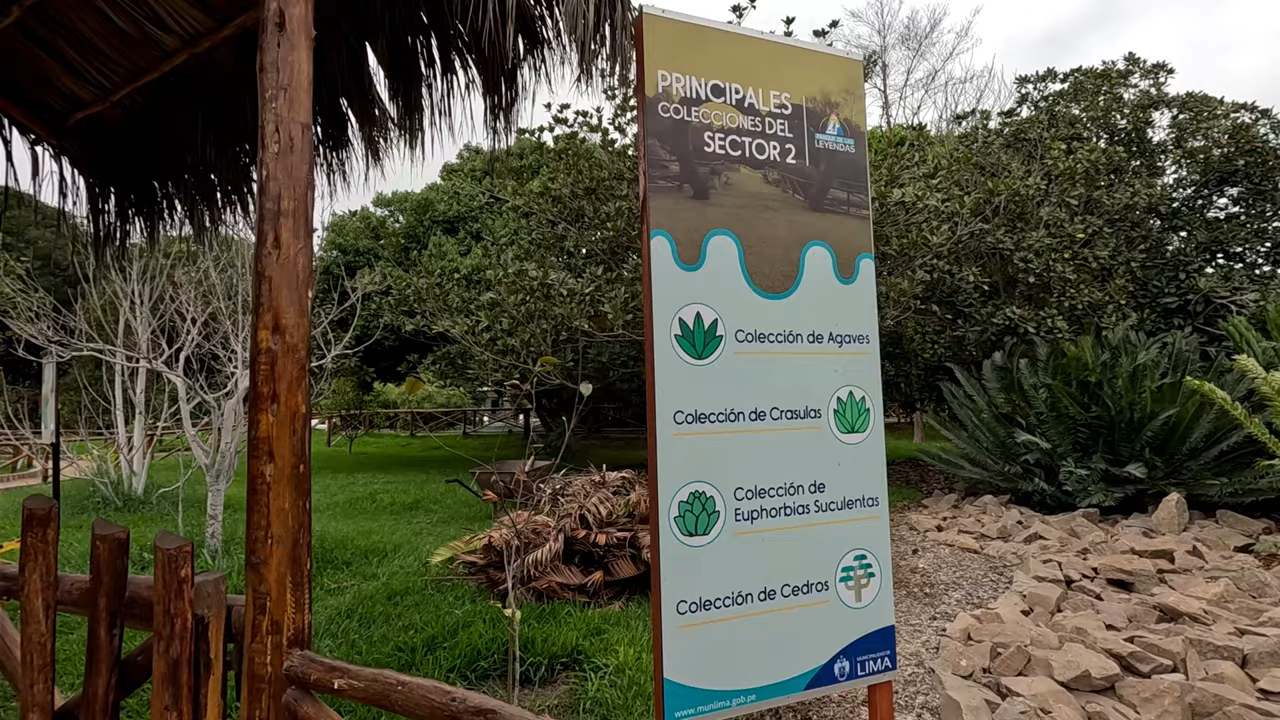 PRINCIPALES
COLECCIONES DEL
SECTOR 2
PARQUE DE LAS
LEYENDAS
Colección de Agaves
Colección de Crasulas
Colección de
Euphorbias Suculentas
Colección de Cedros
MUNICIPALIDAD DE
LIMA
www.munlima.gob.pe